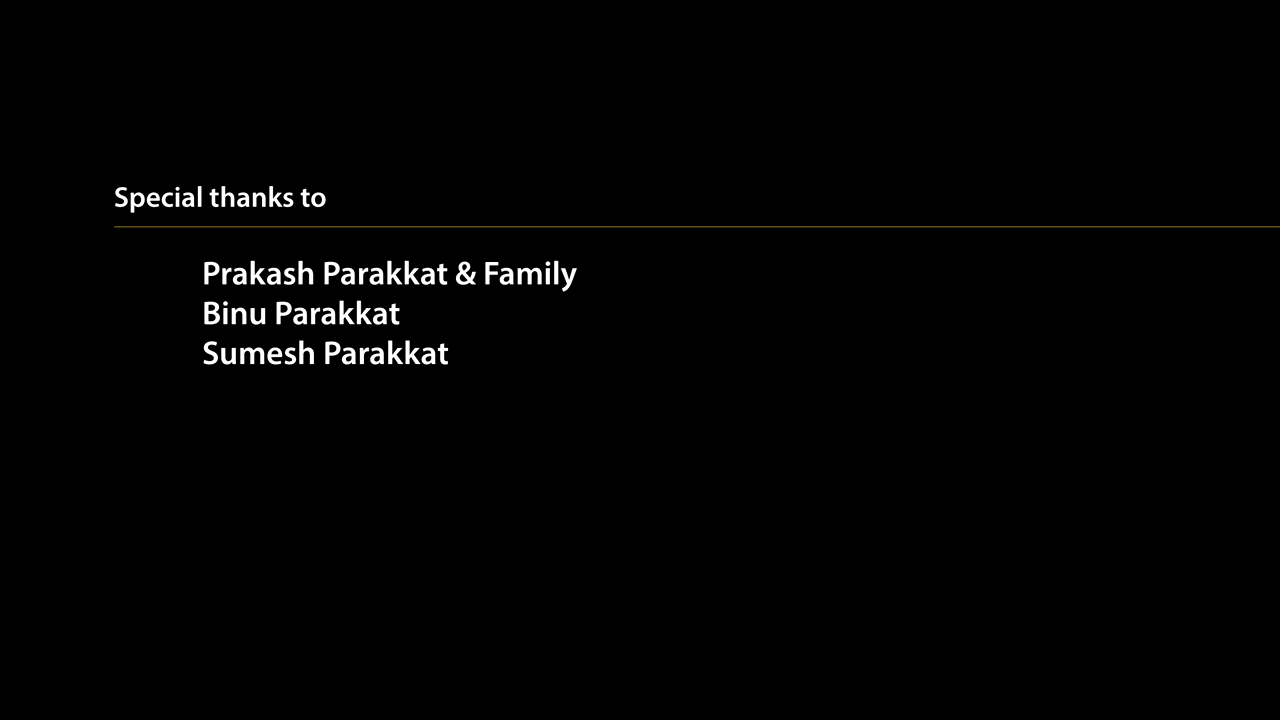 Special thanks to
Prakash Parakkat & Family
Binu Parakkat
Sumesh Parakkat